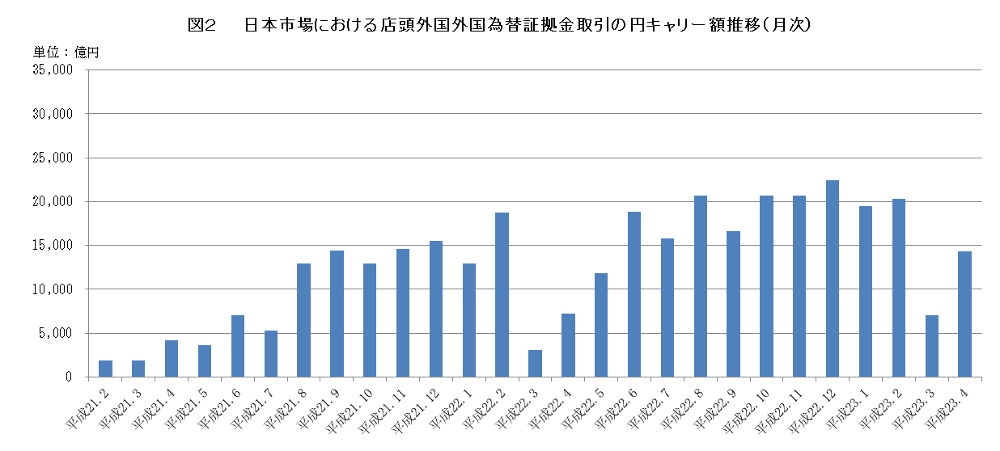 図２　日本市場における店頭外国外国為替証拠金取引の円キャリー額推移(月次)
単位：億円
35,000
30,000
25,000
20,000
15,000
10,000
5,000
0
平成21.2
平成21.3
平成21.4
平成21.5
平成21.6
平成21.7
平成21.8
平成21.9
平成21.10
平成21.11
平成21.12
平成22.1
平成22.2
平成22.3
平成22.4
平成22.5
平成22.6
平成22.7
平成22.8
平成22.9
平成22.10
平成22.11
平成22.12
平成23.1
平成23.2
平成23.3
平成23.4